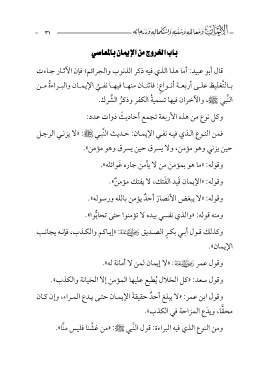 الإيمان ومعالمه وسننه واستكماله ودرجاته
٣١
باب الخروج من الإيمان بالمعاصي
قال أبو عبيد: أما هذا الذي فيه ذكر الذنوب والجرائم؛ فإن الآثار جاءت
بالتغليظ على أربعة أنواع: فاثنان منها فيها نفي الإيمان والبراءة من
النبي ﷺ، والآخران فيها تسمية الكفر وذكر الشرك.
وكل نوع من هذه الأربعة تجمع أحاديث ذوات عدد:
فمن النوع الذي فيه نفي الإيمان: حديث النبي ﷺ: «لا يزني الرجل
حين يزني وهو مؤمن، ولا يسرق حين يسرق وهو مؤمن».
وقوله: «ما هو بمؤمن من لا يأمن جاره غوائله».
وقوله: «الإيمان قيد الفتك، لا يفتك مؤمن».
وقوله: «لا يبغض الأنصار أحد يؤمن بالله ورسوله».
ومنه قوله: «والذي نفسي بيده لا تؤمنوا حتى تحابوا».
وكذلك قول أبي بكر الصديق رضي الله عنه: «إياكم والكذب، فإنه يجانب
الإيمان».
وقول عمر رضي الله عنه: «لا إيمان لمن لا أمانة له».
وقول سعد: «كل الخلال يطبع عليها المؤمن إلا الخيانة والكذب».
وقول ابن عمر: «لا يبلغ أحد حقيقة الإيمان حتى يدع المراء، وإن كان
محقًّا، ويدع المزاحة في الكذب».
ومن النوع الذي فيه البراءة: قول النبي ﷺ: «من غشنا فليس منا».